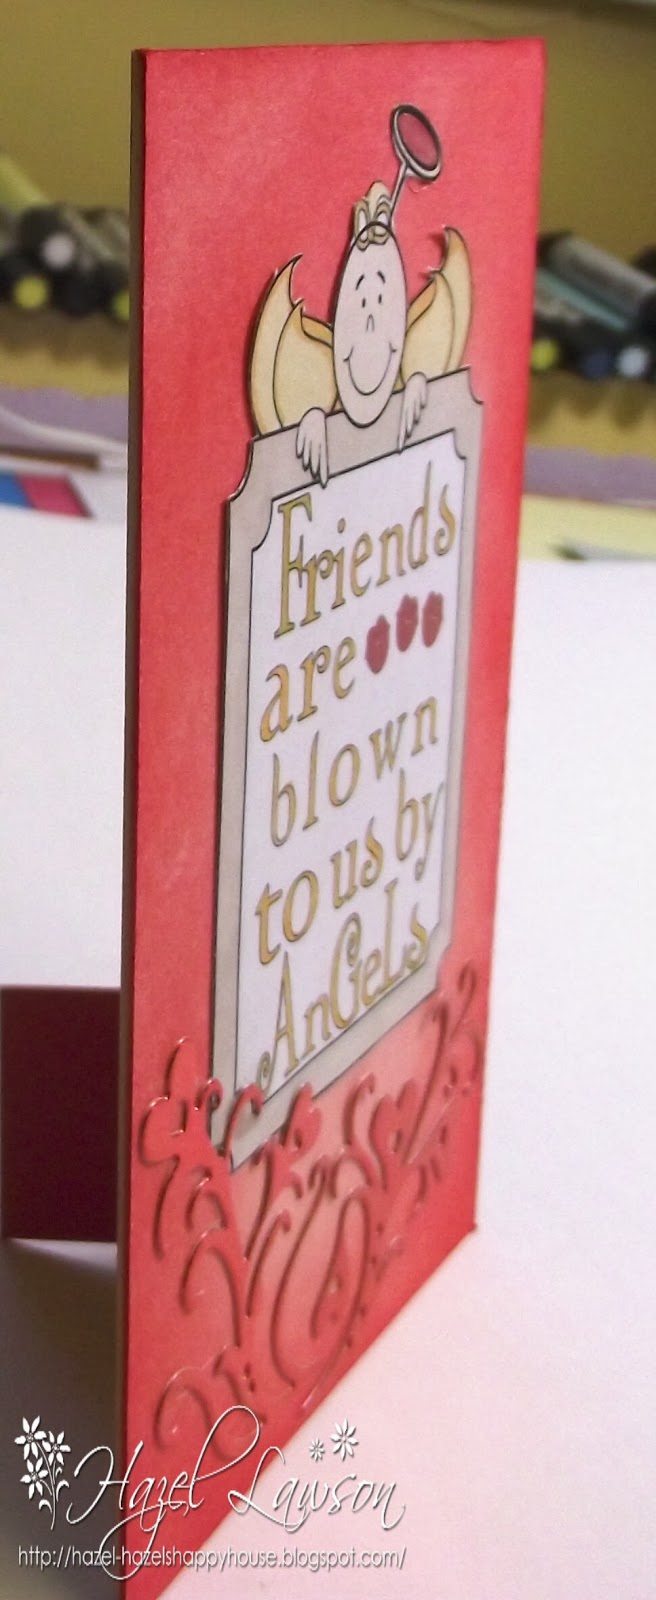 Friends
are
blown
to us by
AnGeLs
Hazel Lawson
http://hazel-hazelshappyhouse.blogspot.com/